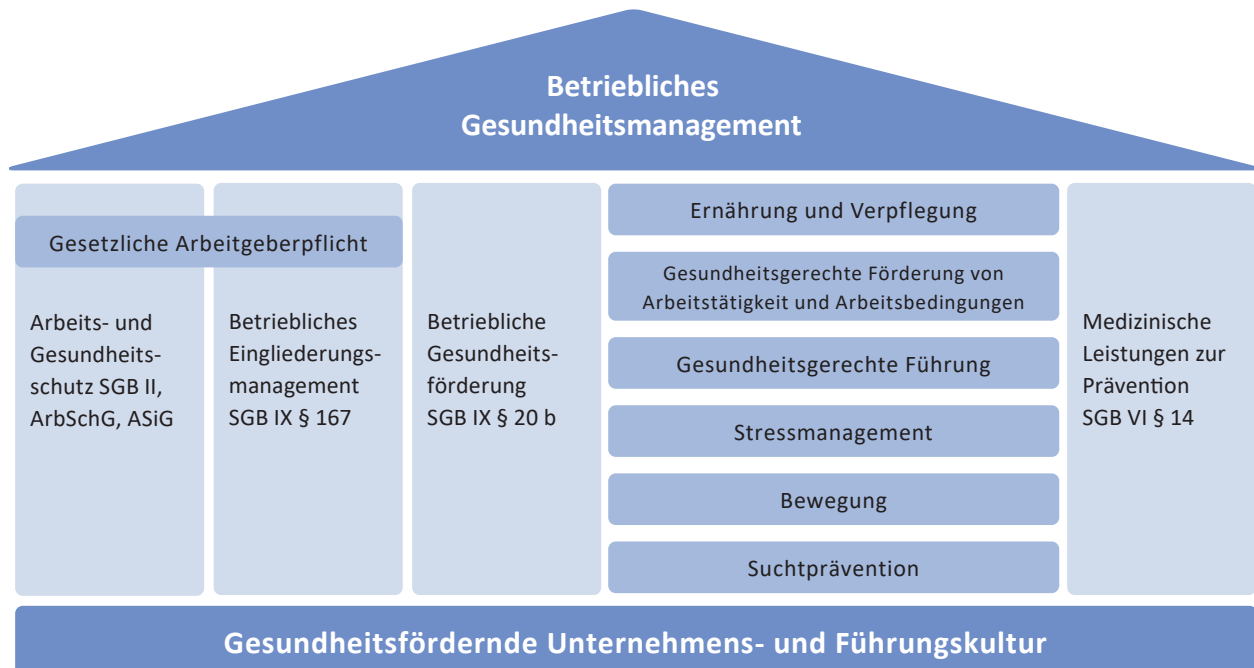 Betriebliches
Gesundheitsmanagement
Gesetzliche Arbeitgeberpflicht
Arbeits- und
Gesundheits-
schutz SGB II,
ArbSchG, ASiG
Betriebliches
Eingliederungs-
management
SGB IX § 167
Betriebliche
Gesundheits-
förderung
SGB IX § 20 b
Ernährung und Verpflegung
Gesundheitsgerechte Förderung von
Arbeitstätigkeit und Arbeitsbedingungen
Gesundheitsgerechte Führung
Stressmanagement
Bewegung
Suchtprävention
Medizinische
Leistungen zur
Prävention
SGB VI § 14
Gesundheitsfördernde Unternehmens- und Führungskultur